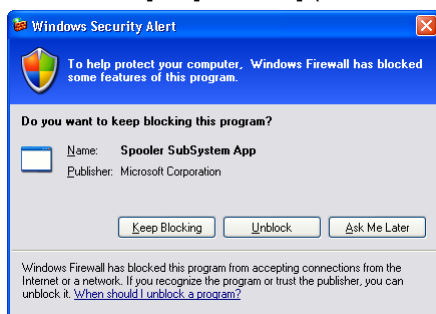 Windows Security Alert
To help protect your computer, Windows Firewall has blocked
some features of this program.
Do you want to keep blocking this program?
Name: Spooler SubSystem App
Publisher: Microsoft Corporation
Keep Blocking Unblock Ask Me Later
Windows Firewall has blocked this program from accepting connections from the
Internet or a network. If you recognize the program or trust the publisher, you can
unblock it. When should I unblock a program?